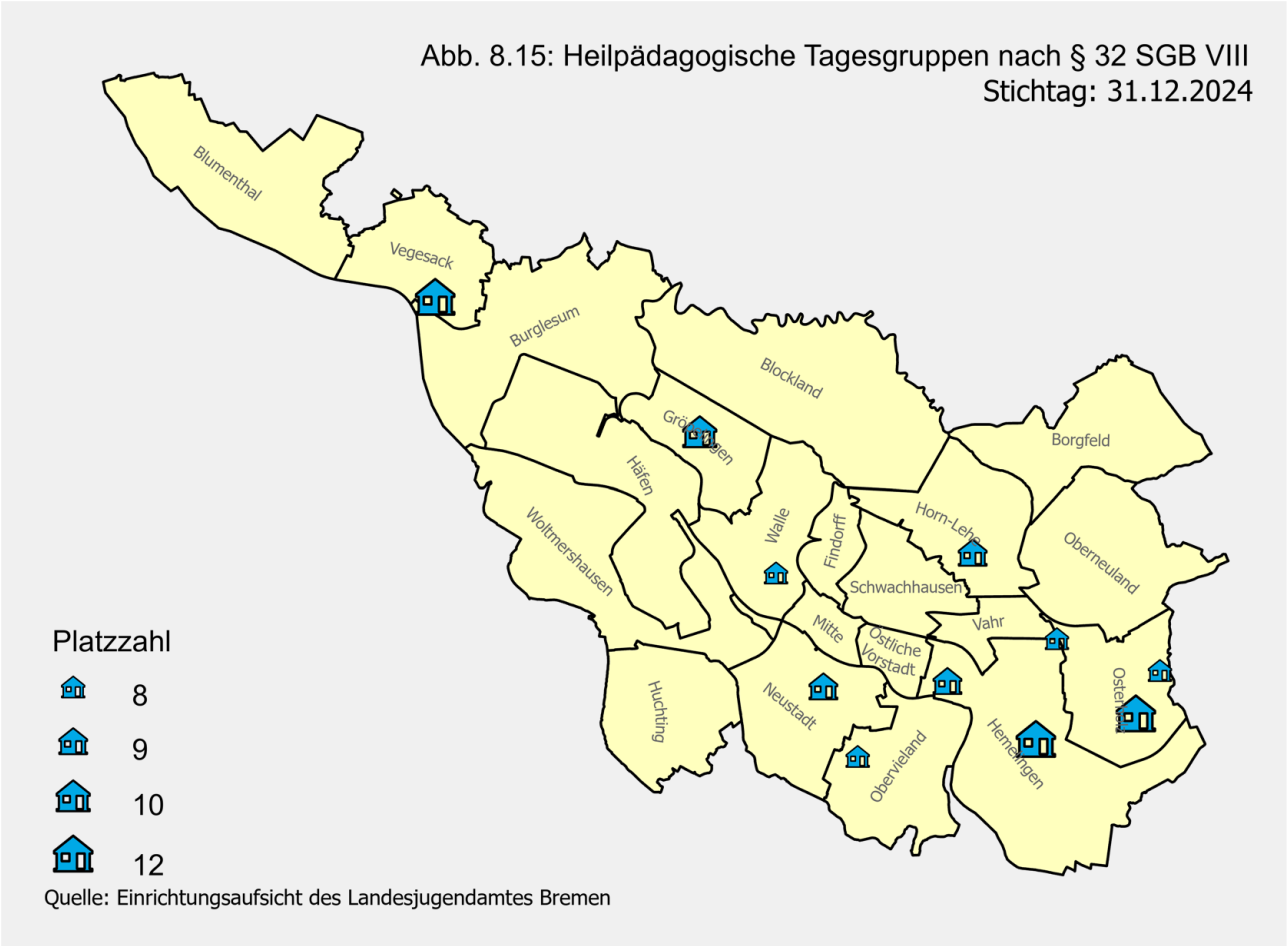 Abb. 8.15: Heilpädagogische Tagesgruppen nach § 32 SGB VIII
Stichtag: 31.12.2024
Blumenthal
Vegesack
Burglesum
Blockland
Borgfeld
Gröpelingen
Häfen
Horn-Lehe
Walle
Findorff
Woltmershausen
Oberneuland
Schwachhausen
Mitte
Vahr
Östliche
Vorstadt
Huchting
Neustadt
Osterholz
Obervieland
Hemelingen
Platzzahl
8
9
10
12
Quelle: Einrichtungsaufsicht des Landesjugendamtes Bremen